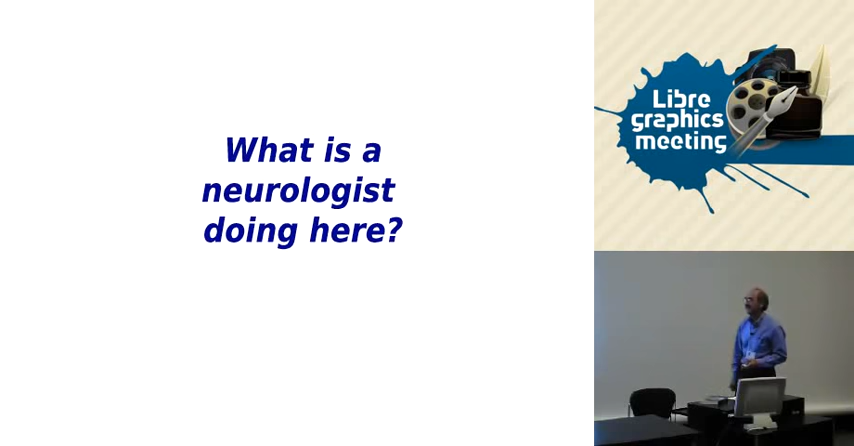 What is a
neurologist
doing here?
Libre
graphics
meeting